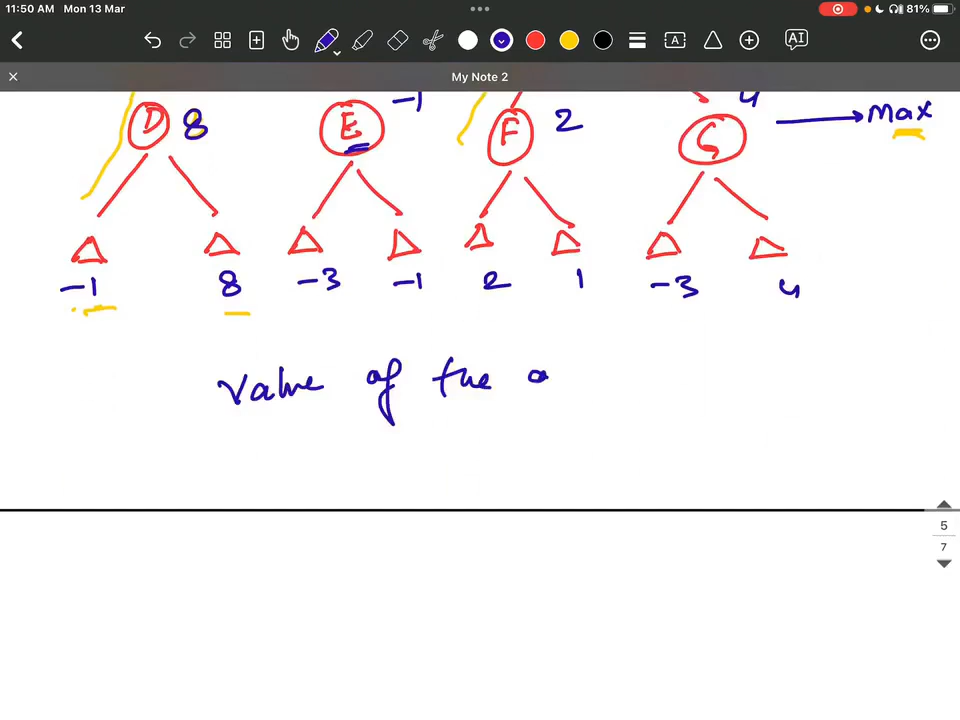 11:50 AM Mon 13 Mar
81%
A
AI
My Note 2
D 8 E -1 F 2 G 4 max
-1 8 -3 -1 2 1 -3 4
value of the
5
7